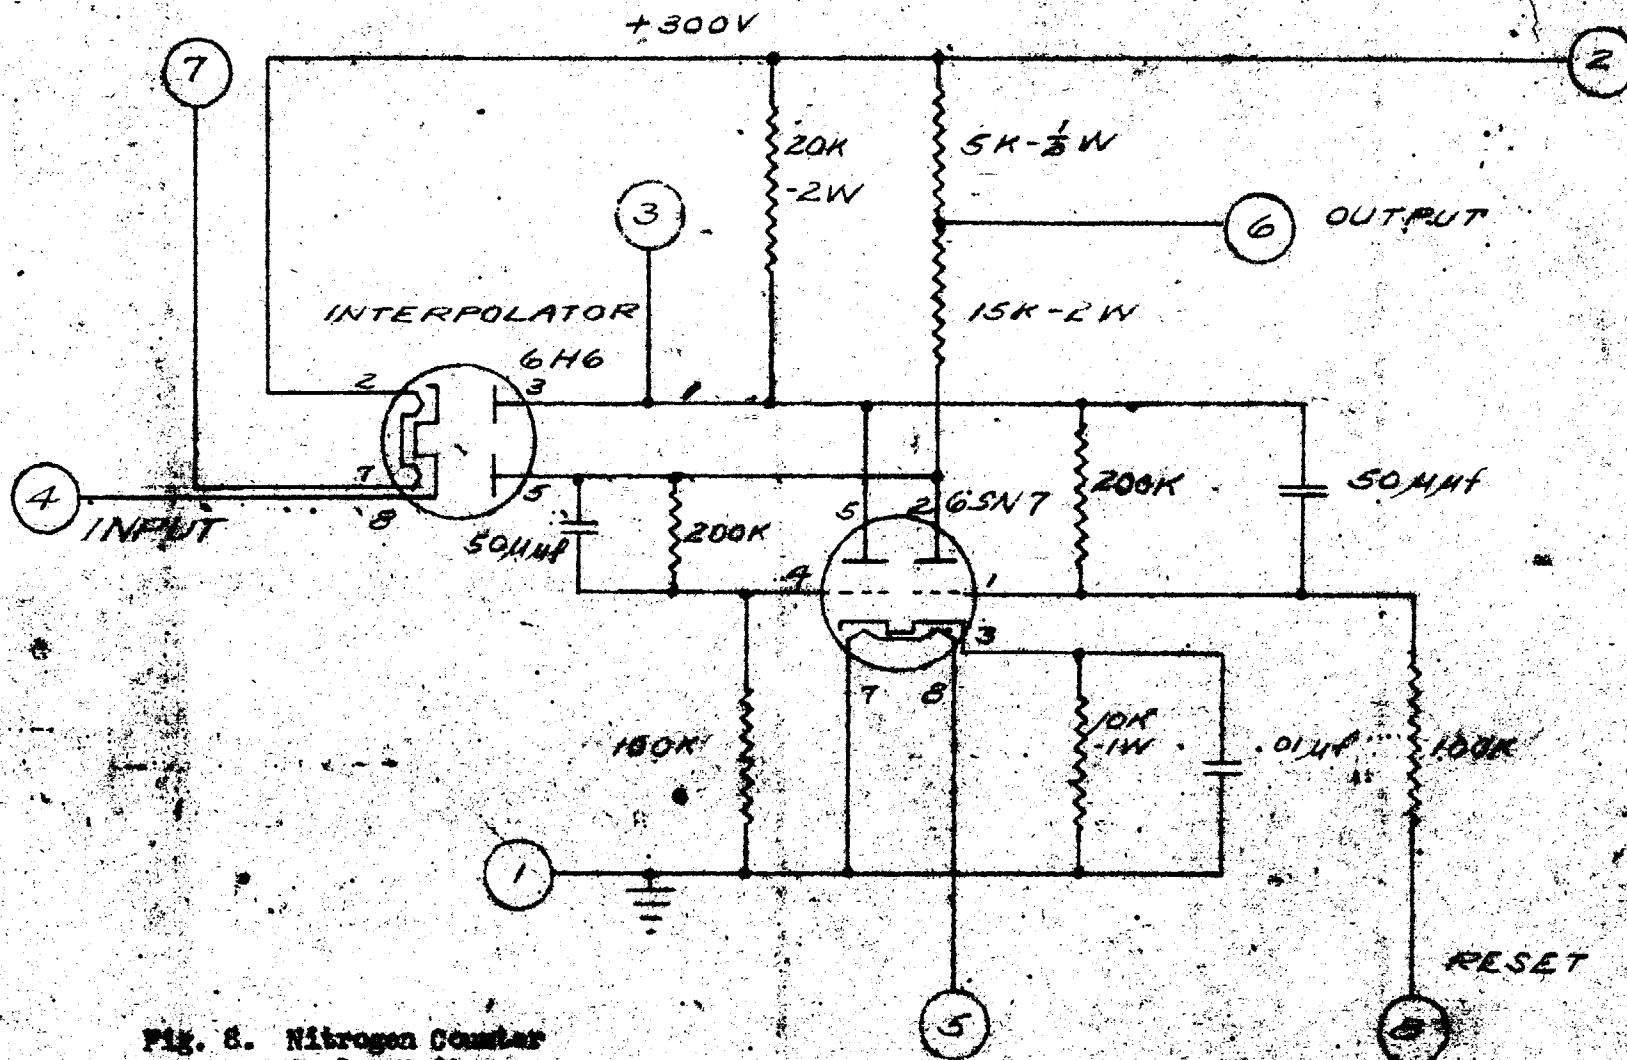 +300V
7
2
20K
-2W
5K-½W
3
6
OUTPUT
INTERPOLATOR
15K-2W
6H6
2
3
4
7
5
8
INPUT
50μμf
200K
5
2
6SN7
200K
50μμf
4
1
3
7
8
10K
-1W
.01μf
100K
1
RESET
5
Fig. 8. Nitrogen Counter